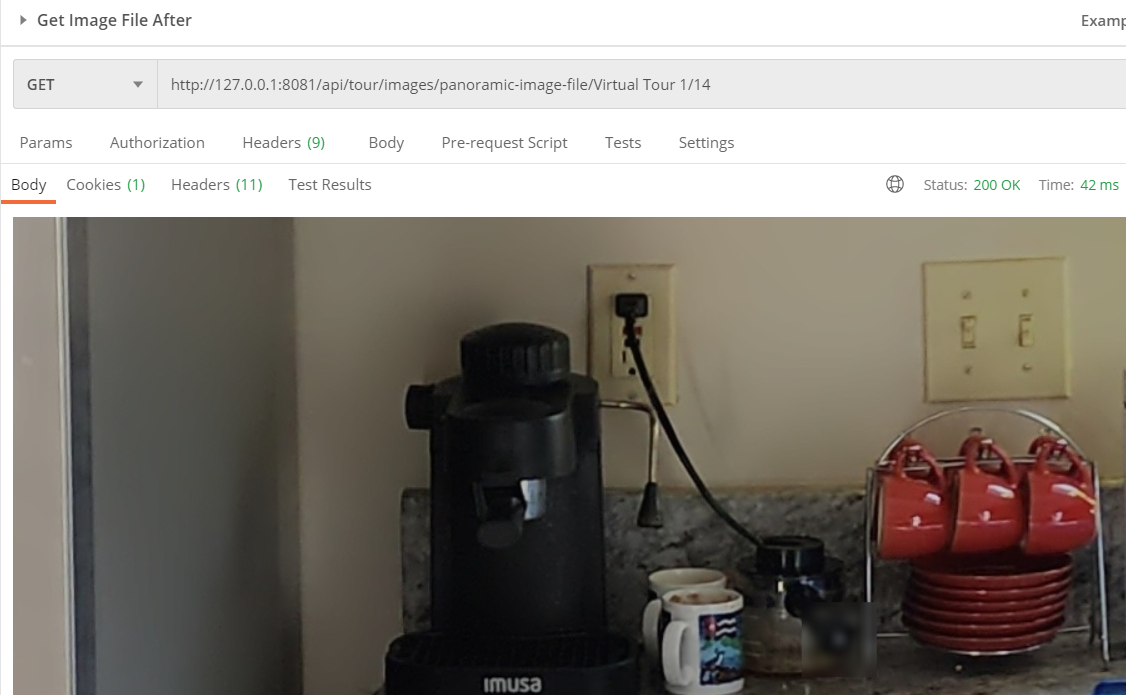 Get Image File After
Examp
GET
http://127.0.0.1:8081/api/tour/images/panoramic-image-file/Virtual Tour 1/14
Params Authorization Headers (9) Body Pre-request Script Tests Settings
Body Cookies (1) Headers (11) Test Results Status: 200 OK Time: 42 ms
IMUSA